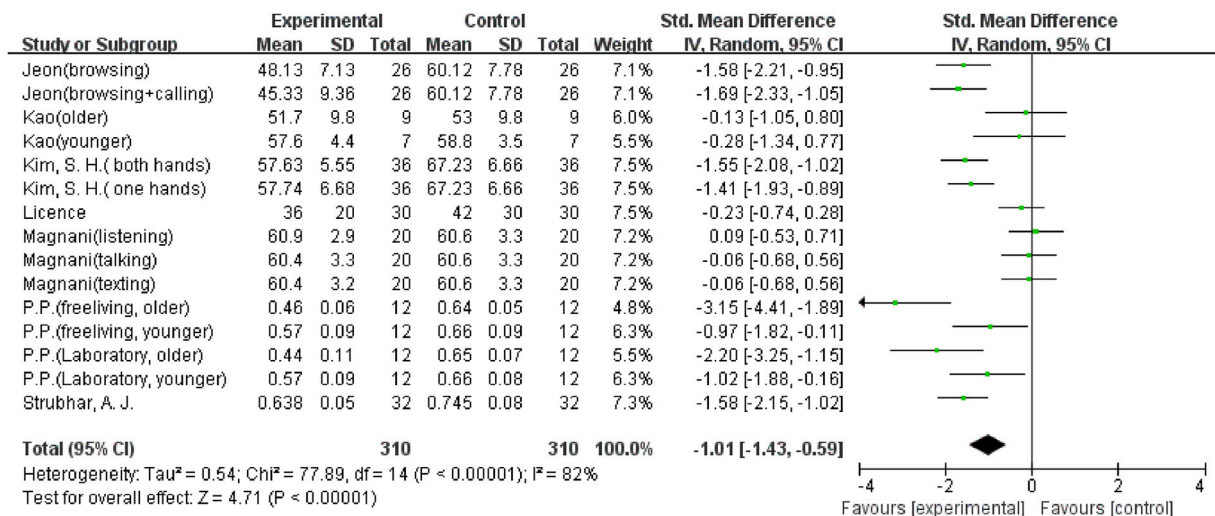 Experimental Control Std. Mean Difference Std. Mean Difference
Study or Subgroup Mean SD Total Mean SD Total Weight IV, Random, 95% CI IV, Random, 95% CI
Jeon(browsing) 48.13 7.13 26 60.12 7.78 26 7.1% -1.58 [-2.21, -0.95]
Jeon(browsing+calling) 45.33 9.36 26 60.12 7.78 26 7.1% -1.69 [-2.33, -1.05]
Kao(older) 51.7 9.8 9 53 9.8 9 6.0% -0.13 [-1.05, 0.80]
Kao(younger) 57.6 4.4 7 58.8 3.5 7 5.5% -0.28 [-1.34, 0.77]
Kim, S. H.( both hands) 57.63 5.55 36 67.23 6.66 36 7.5% -1.55 [-2.08, -1.02]
Kim, S. H.( one hands) 57.74 6.68 36 67.23 6.66 36 7.5% -1.41 [-1.93, -0.89]
Licence 36 20 30 42 30 30 7.5% -0.23 [-0.74, 0.28]
Magnani(listening) 60.9 2.9 20 60.6 3.3 20 7.2% 0.09 [-0.53, 0.71]
Magnani(talking) 60.4 3.3 20 60.6 3.3 20 7.2% -0.06 [-0.68, 0.56]
Magnani(texting) 60.4 3.2 20 60.6 3.3 20 7.2% -0.06 [-0.68, 0.56]
P.P.(freeliving, older) 0.46 0.06 12 0.64 0.05 12 4.8% -3.15 [-4.41, -1.89]
P.P.(freeliving, younger) 0.57 0.09 12 0.66 0.09 12 6.3% -0.97 [-1.82, -0.11]
P.P.(Laboratory, older) 0.44 0.11 12 0.65 0.07 12 5.5% -2.20 [-3.25, -1.15]
P.P.(Laboratory, younger) 0.57 0.09 12 0.66 0.08 12 6.3% -1.02 [-1.88, -0.16]
Strubhar, A. J. 0.638 0.05 32 0.745 0.08 32 7.3% -1.58 [-2.15, -1.02]
Total (95% CI) 310 310 100.0% -1.01 [-1.43, -0.59]
Heterogeneity: Tau² = 0.54; Chi² = 77.89, df = 14 (P < 0.00001); I² = 82%
Test for overall effect: Z = 4.71 (P < 0.00001)
-4 -2 0 2 4
Favours [experimental] Favours [control]